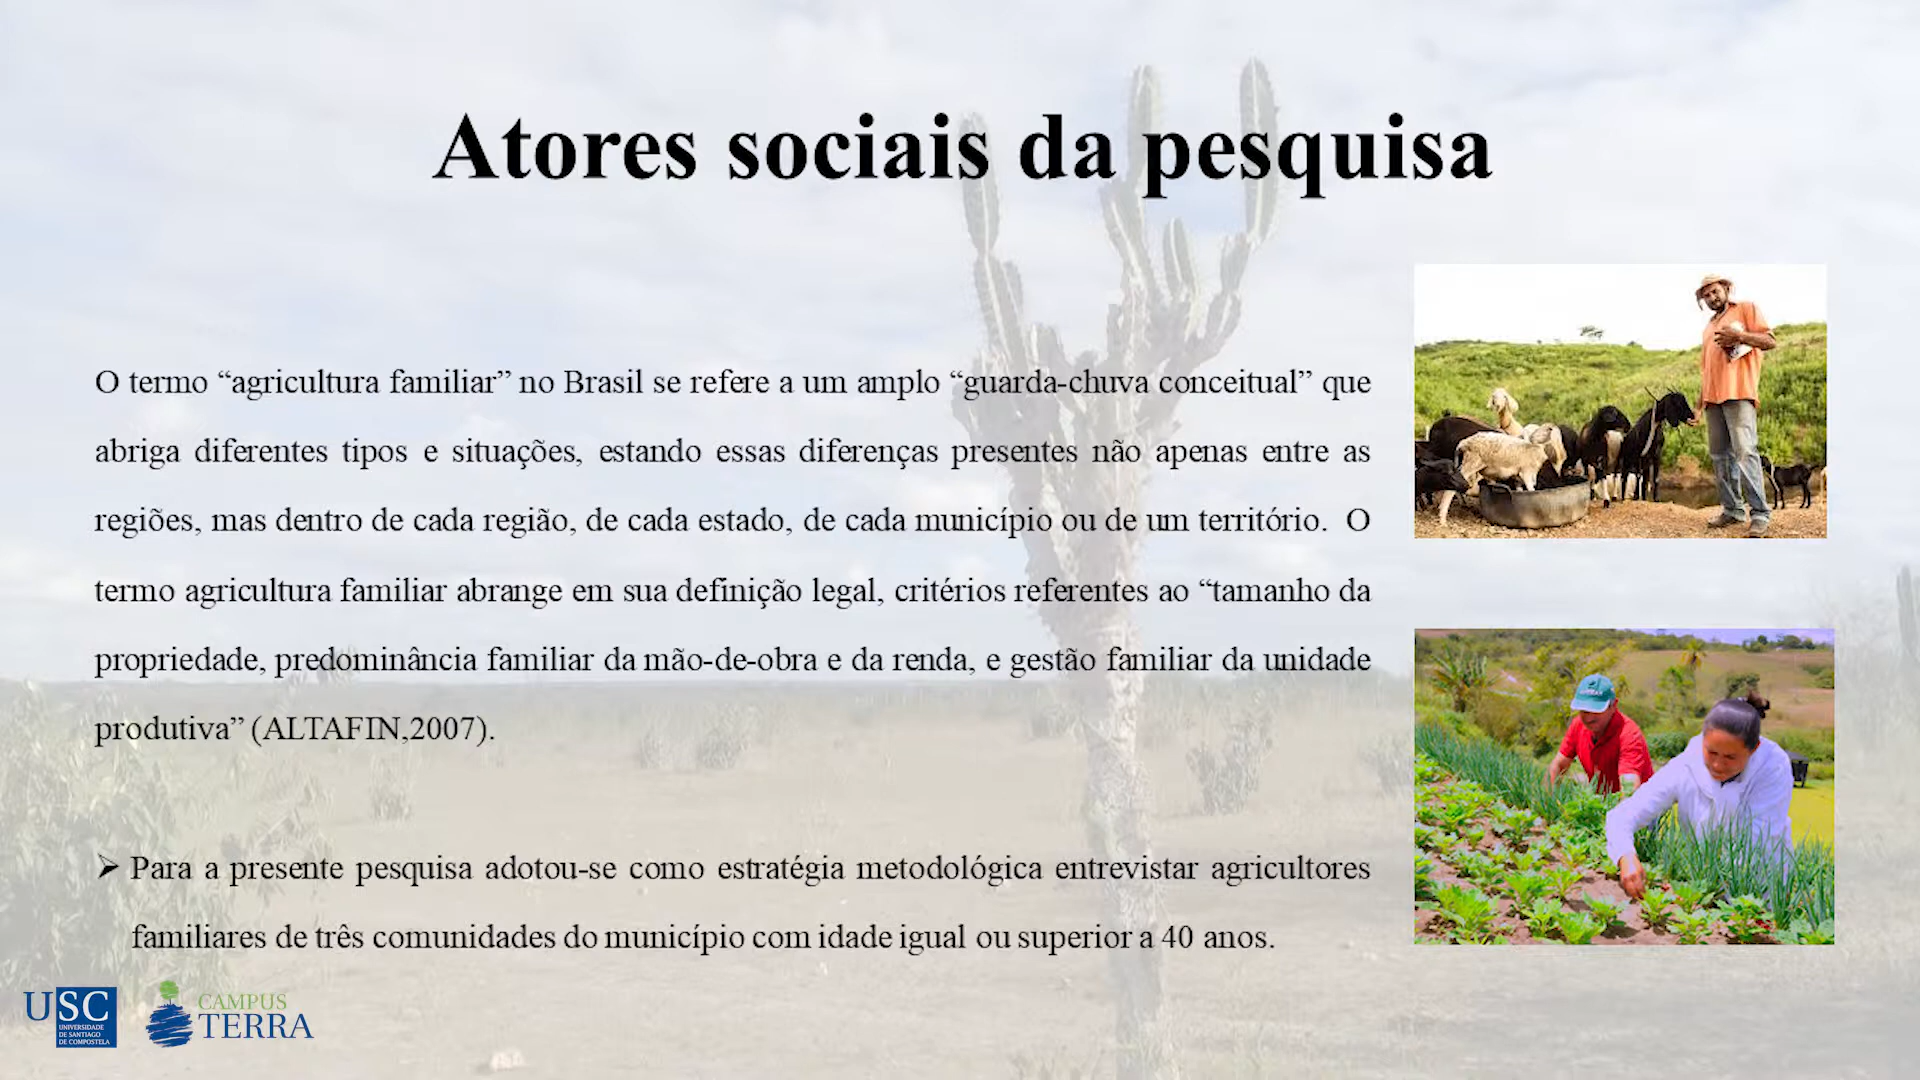 Atores sociais da pesquisa
O termo “agricultura familiar” no Brasil se refere a um amplo “guarda-chuva conceitual” que
abriga diferentes tipos e situações, estando essas diferenças presentes não apenas entre as
regiões, mas dentro de cada região, de cada estado, de cada município ou de um território. O
termo agricultura familiar abrange em sua definição legal, critérios referentes ao “tamanho da
propriedade, predominância familiar da mão-de-obra e da renda, e gestão familiar da unidade
produtiva” (ALTAFIN,2007).
➢ Para a presente pesquisa adotou-se como estratégia metodológica entrevistar agricultores
familiares de três comunidades do município com idade igual ou superior a 40 anos.
USC
UNIVERSIDADE
DE SANTIAGO
DE COMPOSTELA
CAMPUS
TERRA